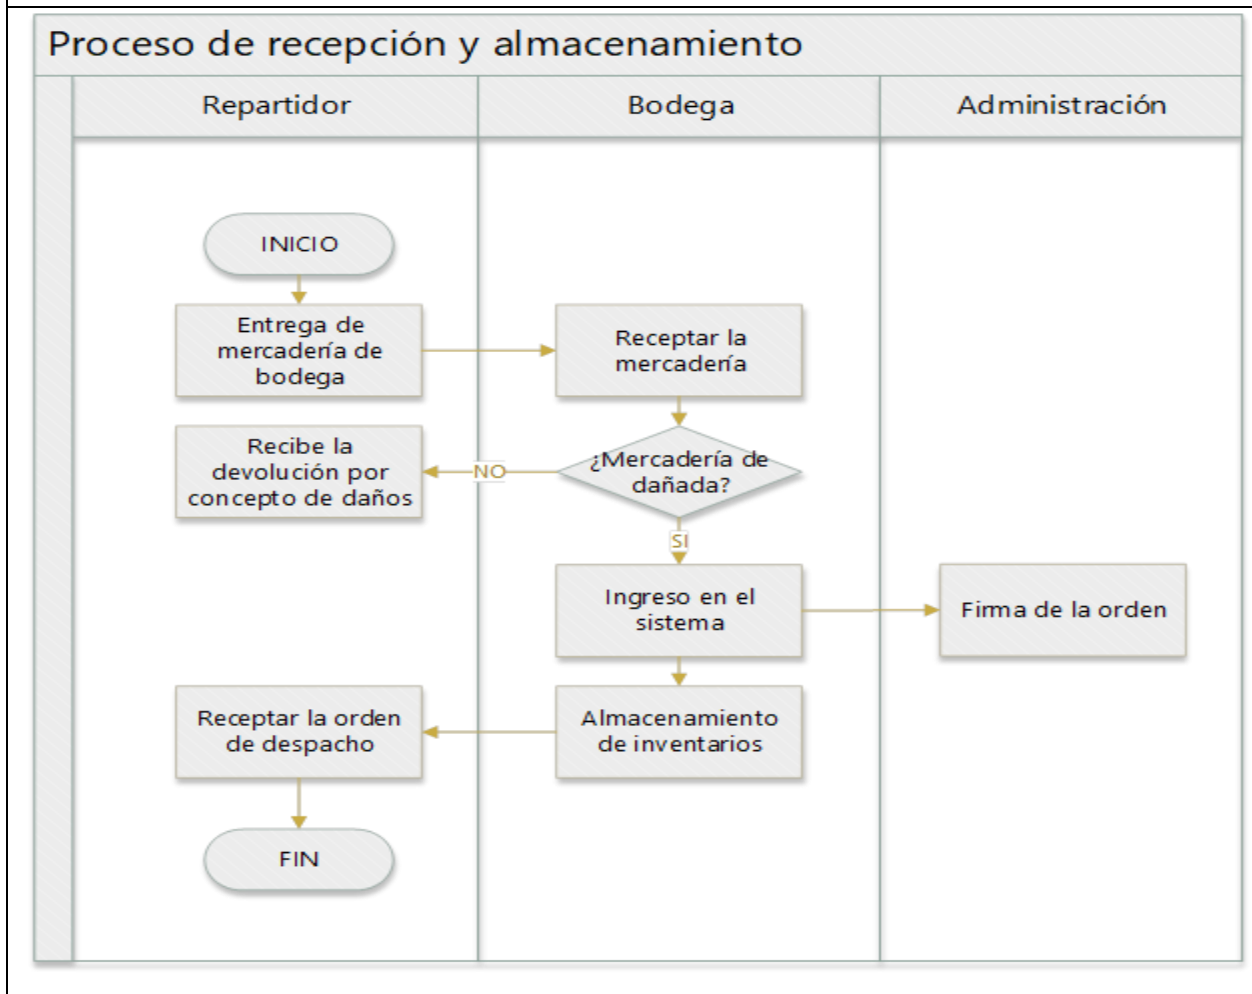 Proceso de recepción y almacenamiento
Repartidor
Bodega
Administración
INICIO
Entrega de
mercadería de
bodega
Receptar la
mercadería
Recibe la
devolución por
concepto de daños
NO
¿Mercadería de
dañada?
SI
Ingreso en el
sistema
Firma de la orden
Receptar la orden
de despacho
Almacenamiento
de inventarios
FIN